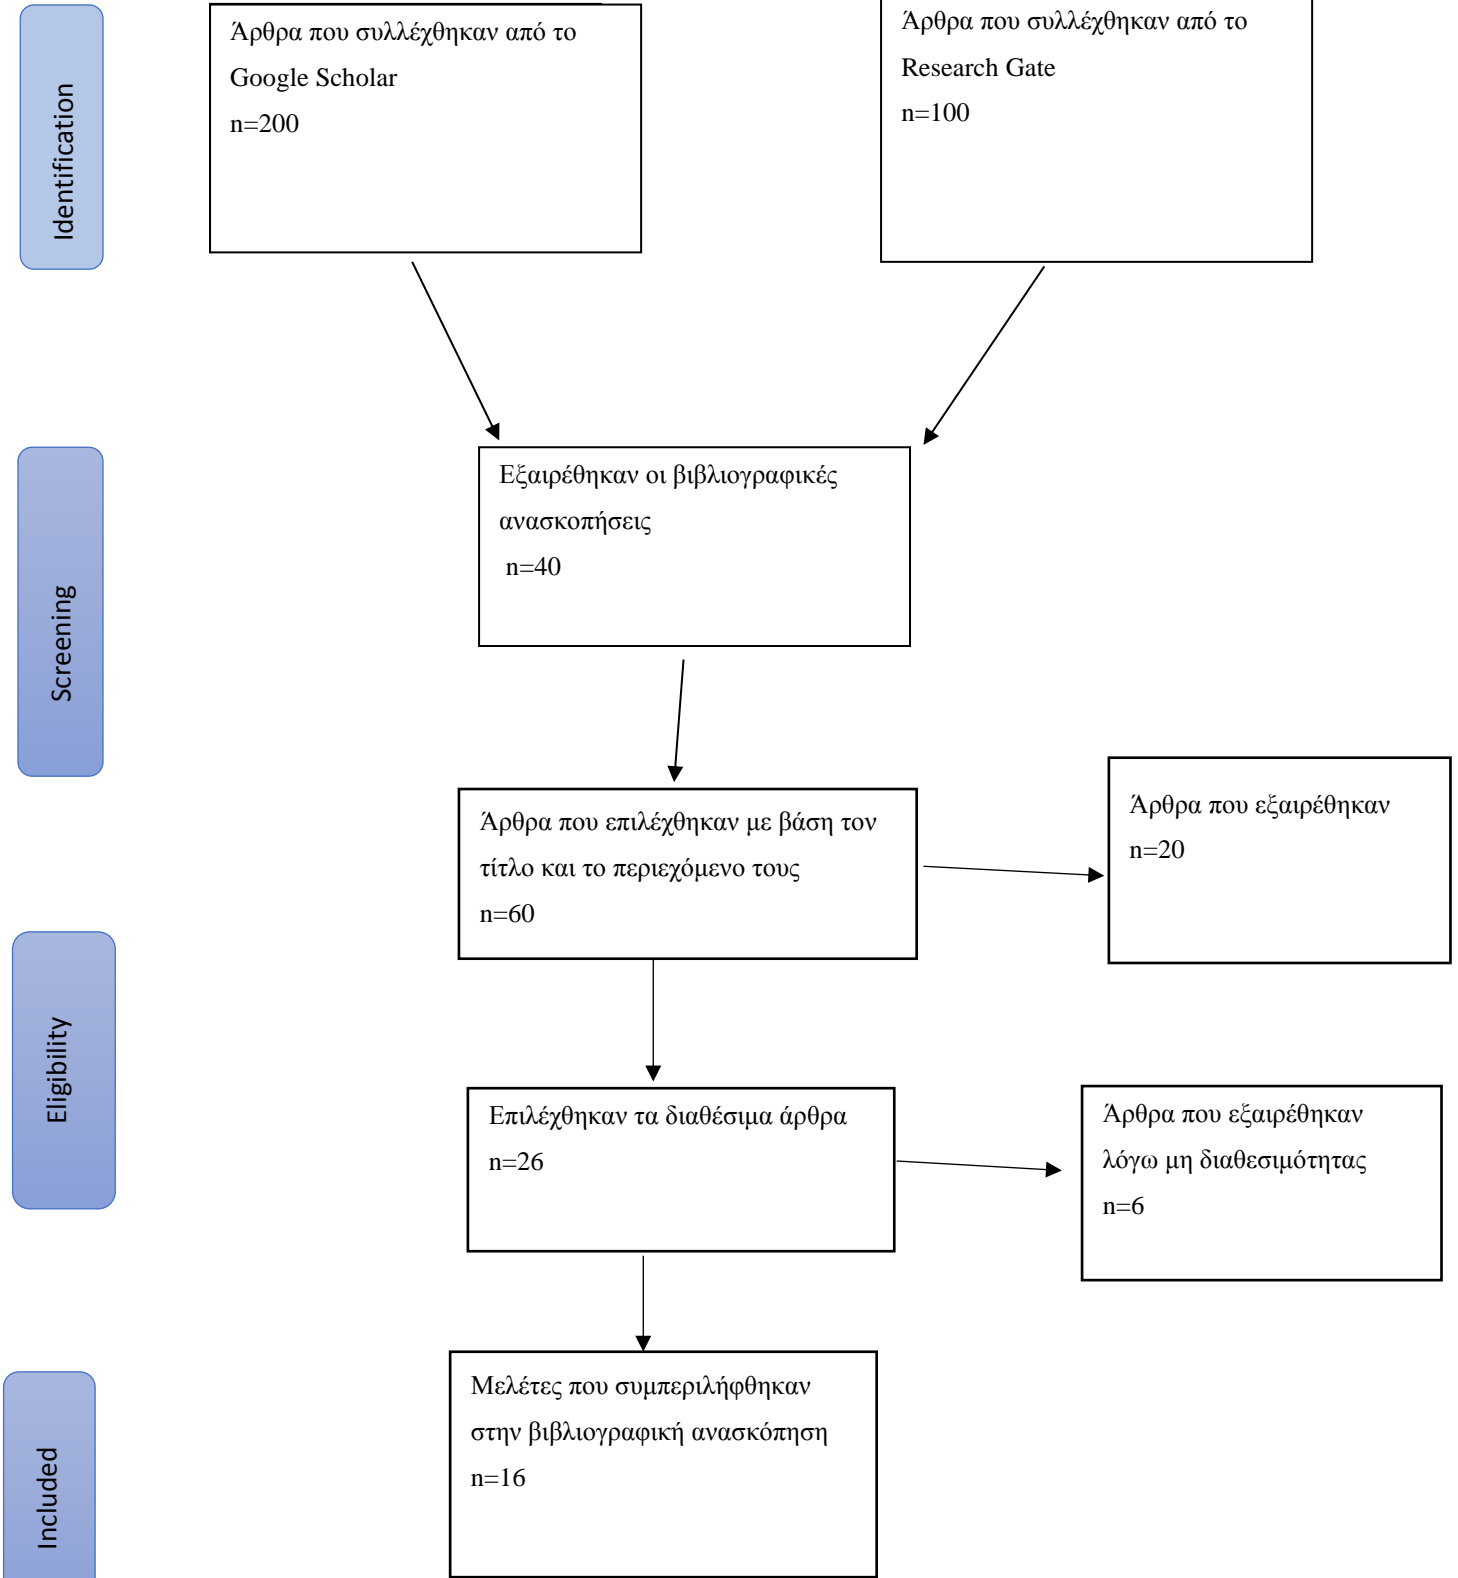 Identification
Άρθρα που συλλέχθηκαν από το
Google Scholar
n=200
Άρθρα που συλλέχθηκαν από το
Research Gate
n=100
Screening
Εξαιρέθηκαν οι βιβλιογραφικές
ανασκοπήσεις
n=40
Άρθρα που επιλέχθηκαν με βάση τον
τίτλο και το περιεχόμενο τους
n=60
Άρθρα που εξαιρέθηκαν
n=20
Eligibility
Επιλέχθηκαν τα διαθέσιμα άρθρα
n=26
Άρθρα που εξαιρέθηκαν
λόγω μη διαθεσιμότητας
n=6
Included
Μελέτες που συμπεριλήφθηκαν
στην βιβλιογραφική ανασκόπηση
n=16